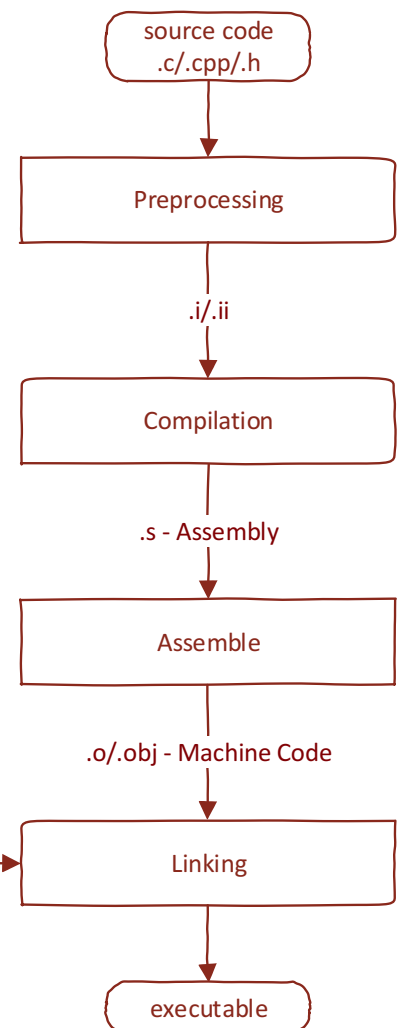 source code
.c/.cpp/.h
Preprocessing
.i/.ii
Compilation
.s - Assembly
Assemble
.o/.obj - Machine Code
Linking
executable